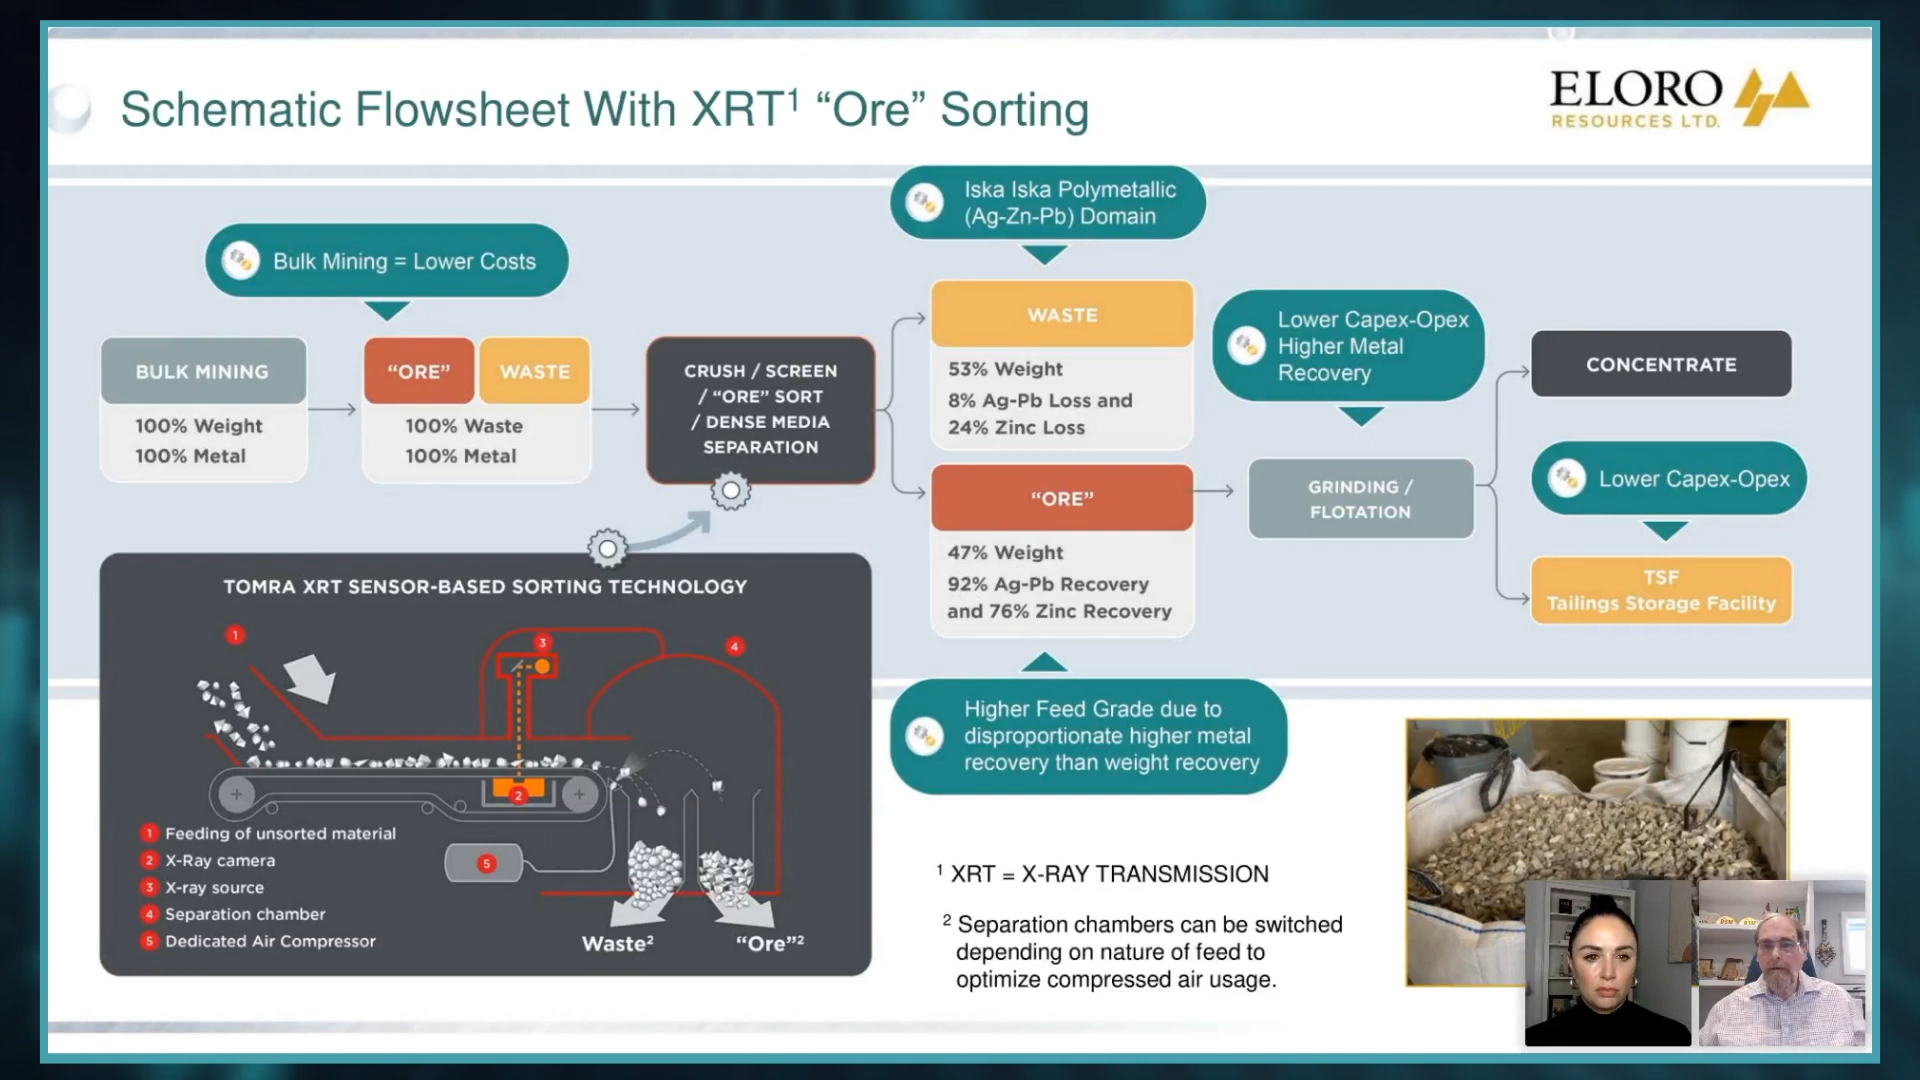 Schematic Flowsheet With XRT¹ “Ore” Sorting
ELORO
RESOURCES LTD.
Iska Iska Polymetallic
(Ag-Zn-Pb) Domain
Bulk Mining = Lower Costs
BULK MINING
100% Weight
100% Metal
“ORE”
WASTE
100% Waste
100% Metal
CRUSH / SCREEN
/ “ORE” SORT
/ DENSE MEDIA
SEPARATION
WASTE
53% Weight
8% Ag-Pb Loss and
24% Zinc Loss
“ORE”
47% Weight
92% Ag-Pb Recovery
and 76% Zinc Recovery
Lower Capex-Opex
Higher Metal
Recovery
GRINDING /
FLOTATION
CONCENTRATE
Lower Capex-Opex
TSF
Tailings Storage Facility
Higher Feed Grade due to
disproportionate higher metal
recovery than weight recovery
TOMRA XRT SENSOR-BASED SORTING TECHNOLOGY
1
3
4
2
5
1 Feeding of unsorted material
2 X-Ray camera
3 X-ray source
4 Separation chamber
5 Dedicated Air Compressor
Waste²
“Ore”²
¹ XRT = X-RAY TRANSMISSION
² Separation chambers can be switched
depending on nature of feed to
optimize compressed air usage.